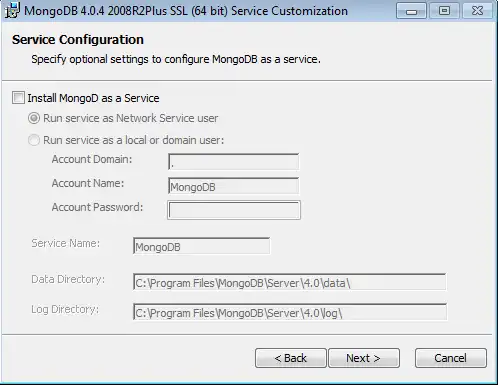 MongoDB 4.0.4 2008R2Plus SSL (64 bit) Service Customization
Service Configuration
Specify optional settings to configure MongoDB as a service.
Install MongoD as a Service
Run service as Network Service user
Run service as a local or domain user:
Account Domain: .
Account Name: MongoDB
Account Password:
Service Name: MongoDB
Data Directory: C:\Program Files\MongoDB\Server\4.0\data\
Log Directory: C:\Program Files\MongoDB\Server\4.0\log\
< Back Next > Cancel